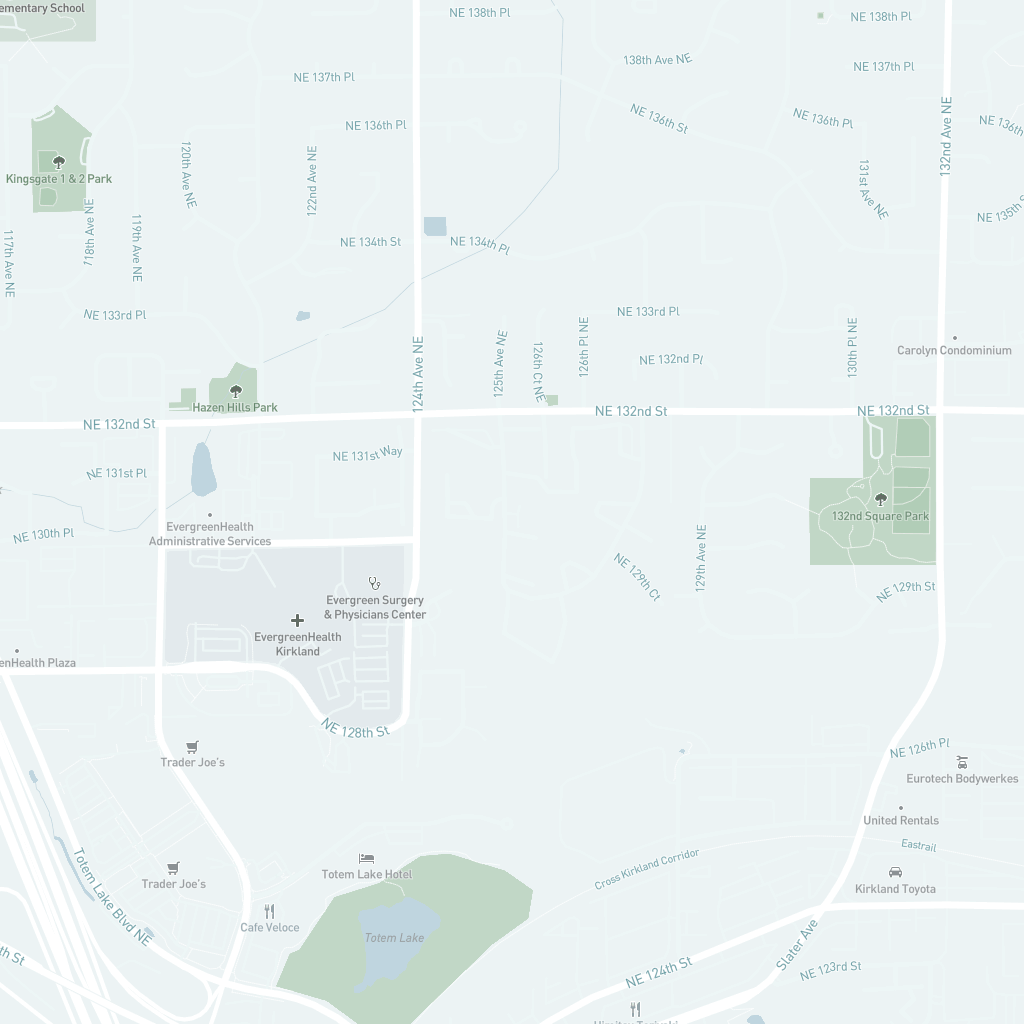 ementary School
NE 138th Pl
NE 138th Pl
138th Ave NE
NE 137th Pl
NE 137th Pl
NE 136th Pl
NE 136th St
NE 136th Pl
NE 136th
132nd Ave NE
Kingsgate 1 & 2 Park
120th Ave NE
122nd Ave NE
131st Ave NE
118th Ave NE
119th Ave NE
117th Ave NE
NE 135th S
NE 134th St
NE 134th Pl
NE 133rd Pl
NE 133rd Pl
124th Ave NE
125th Ave NE
126th Ct NE
126th Pl NE
NE 132nd Pl
130th Pl NE
Carolyn Condominium
Hazen Hills Park
NE 132nd St
NE 132nd St
NE 132nd St
NE 131st Way
NE 131st Pl
132nd Square Park
EvergreenHealth
Administrative Services
NE 130th Pl
NE 129th Ct
129th Ave NE
NE 129th St
Evergreen Surgery
& Physicians Center
EvergreenHealth
Kirkland
enHealth Plaza
NE 128th St
Trader Joe's
NE 126th Pl
Eurotech Bodywerkes
United Rentals
Eastrail
Cross Kirkland Corridor
Totem Lake Hotel
Trader Joe's
Kirkland Toyota
Totem Lake Blvd NE
Cafe Veloce
Totem Lake
Slater Ave
th St
NE 124th St
NE 123rd St
Himitsu Teriyaki